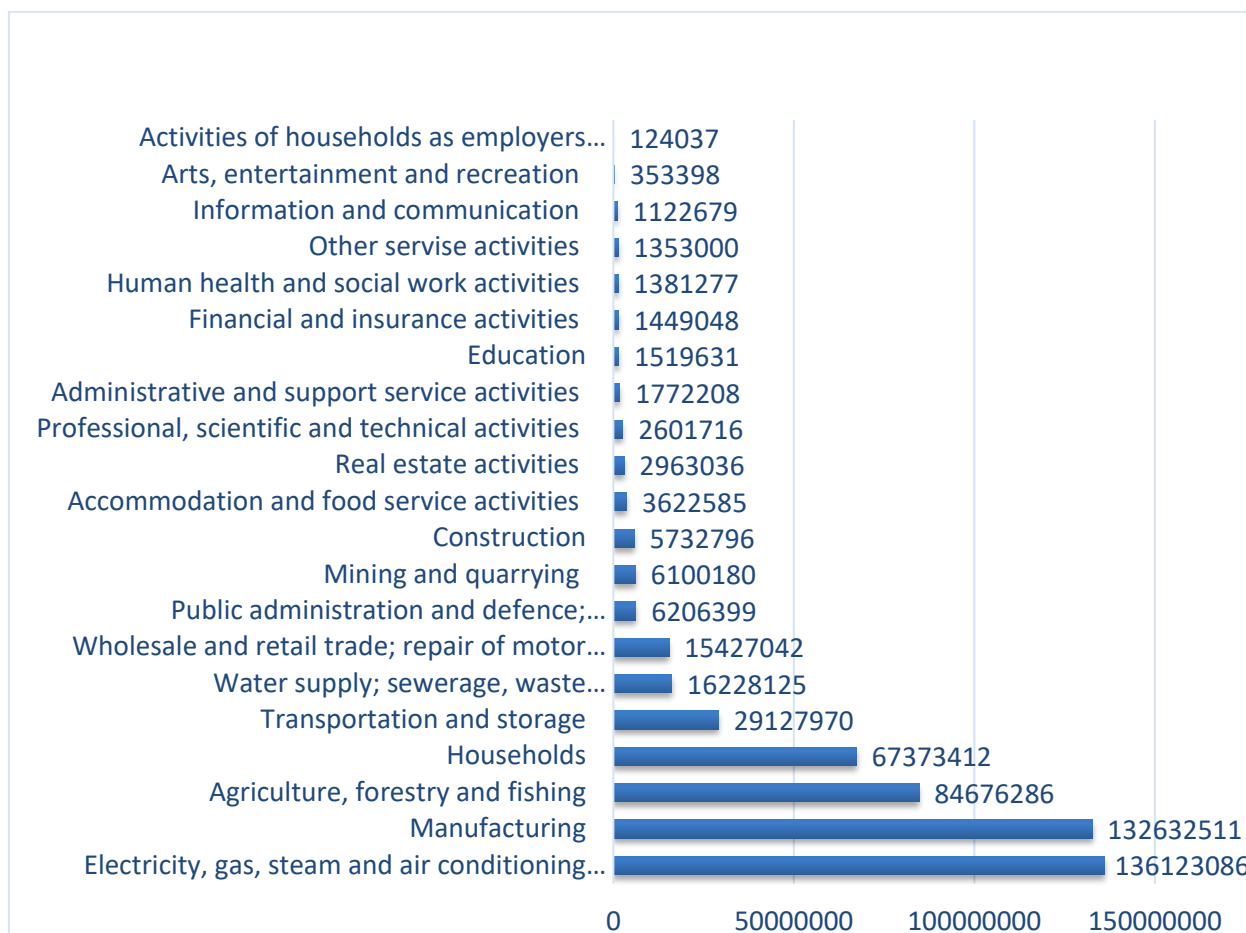 Activities of households as employers... 124037
Arts, entertainment and recreation 353398
Information and communication 1122679
Other servise activities 1353000
Human health and social work activities 1381277
Financial and insurance activities 1449048
Education 1519631
Administrative and support service activities 1772208
Professional, scientific and technical activities 2601716
Real estate activities 2963036
Accommodation and food service activities 3622585
Construction 5732796
Mining and quarrying 6100180
Public administration and defence;... 6206399
Wholesale and retail trade; repair of motor... 15427042
Water supply; sewerage, waste... 16228125
Transportation and storage 29127970
Households 67373412
Agriculture, forestry and fishing 84676286
Manufacturing 132632511
Electricity, gas, steam and air conditioning... 136123086
0 50000000 100000000 150000000